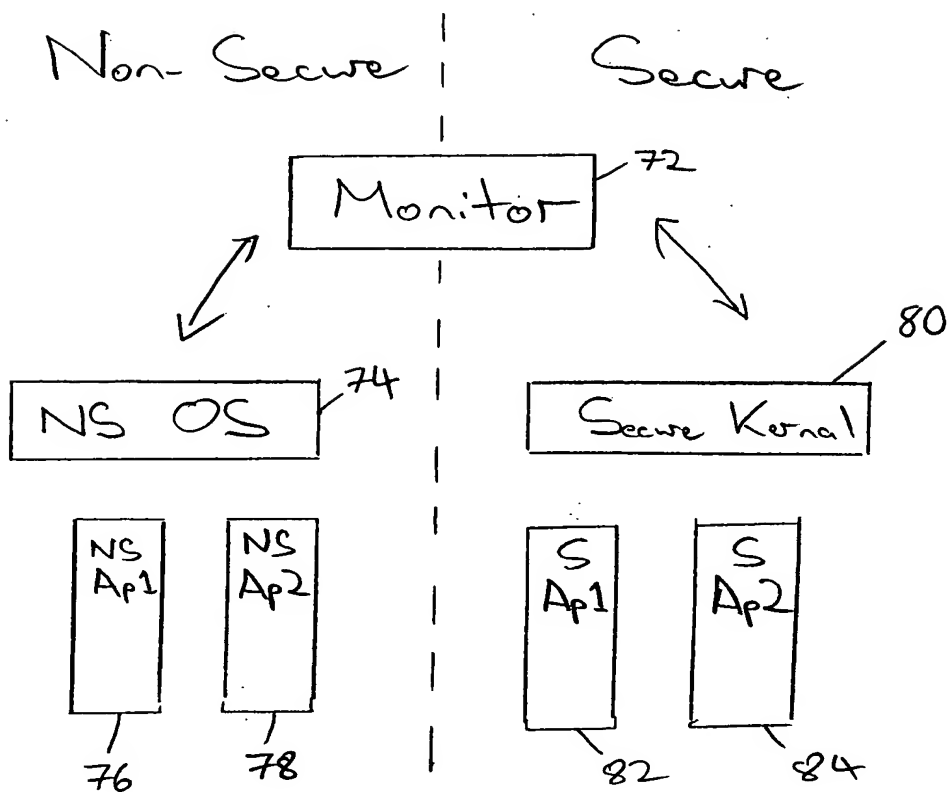 Non-Secure
Secure
72
Monitor
80
74
NS OS
Secure Kernal
NS
Ap1
NS
Ap2
S
Ap1
S
Ap2
76
78
82
84